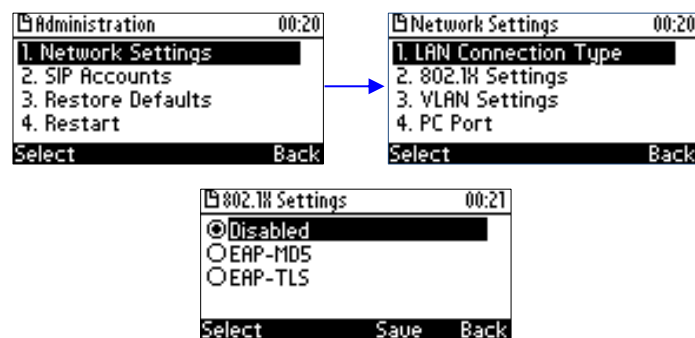 Administration 00:20
1. Network Settings
2. SIP Accounts
3. Restore Defaults
4. Restart
Select Back
Network Settings 00:20
1. LAN Connection Type
2. 802.1X Settings
3. VLAN Settings
4. PC Port
Select Back
802.1X Settings 00:21
Disabled
EAP-MD5
EAP-TLS
Select Save Back